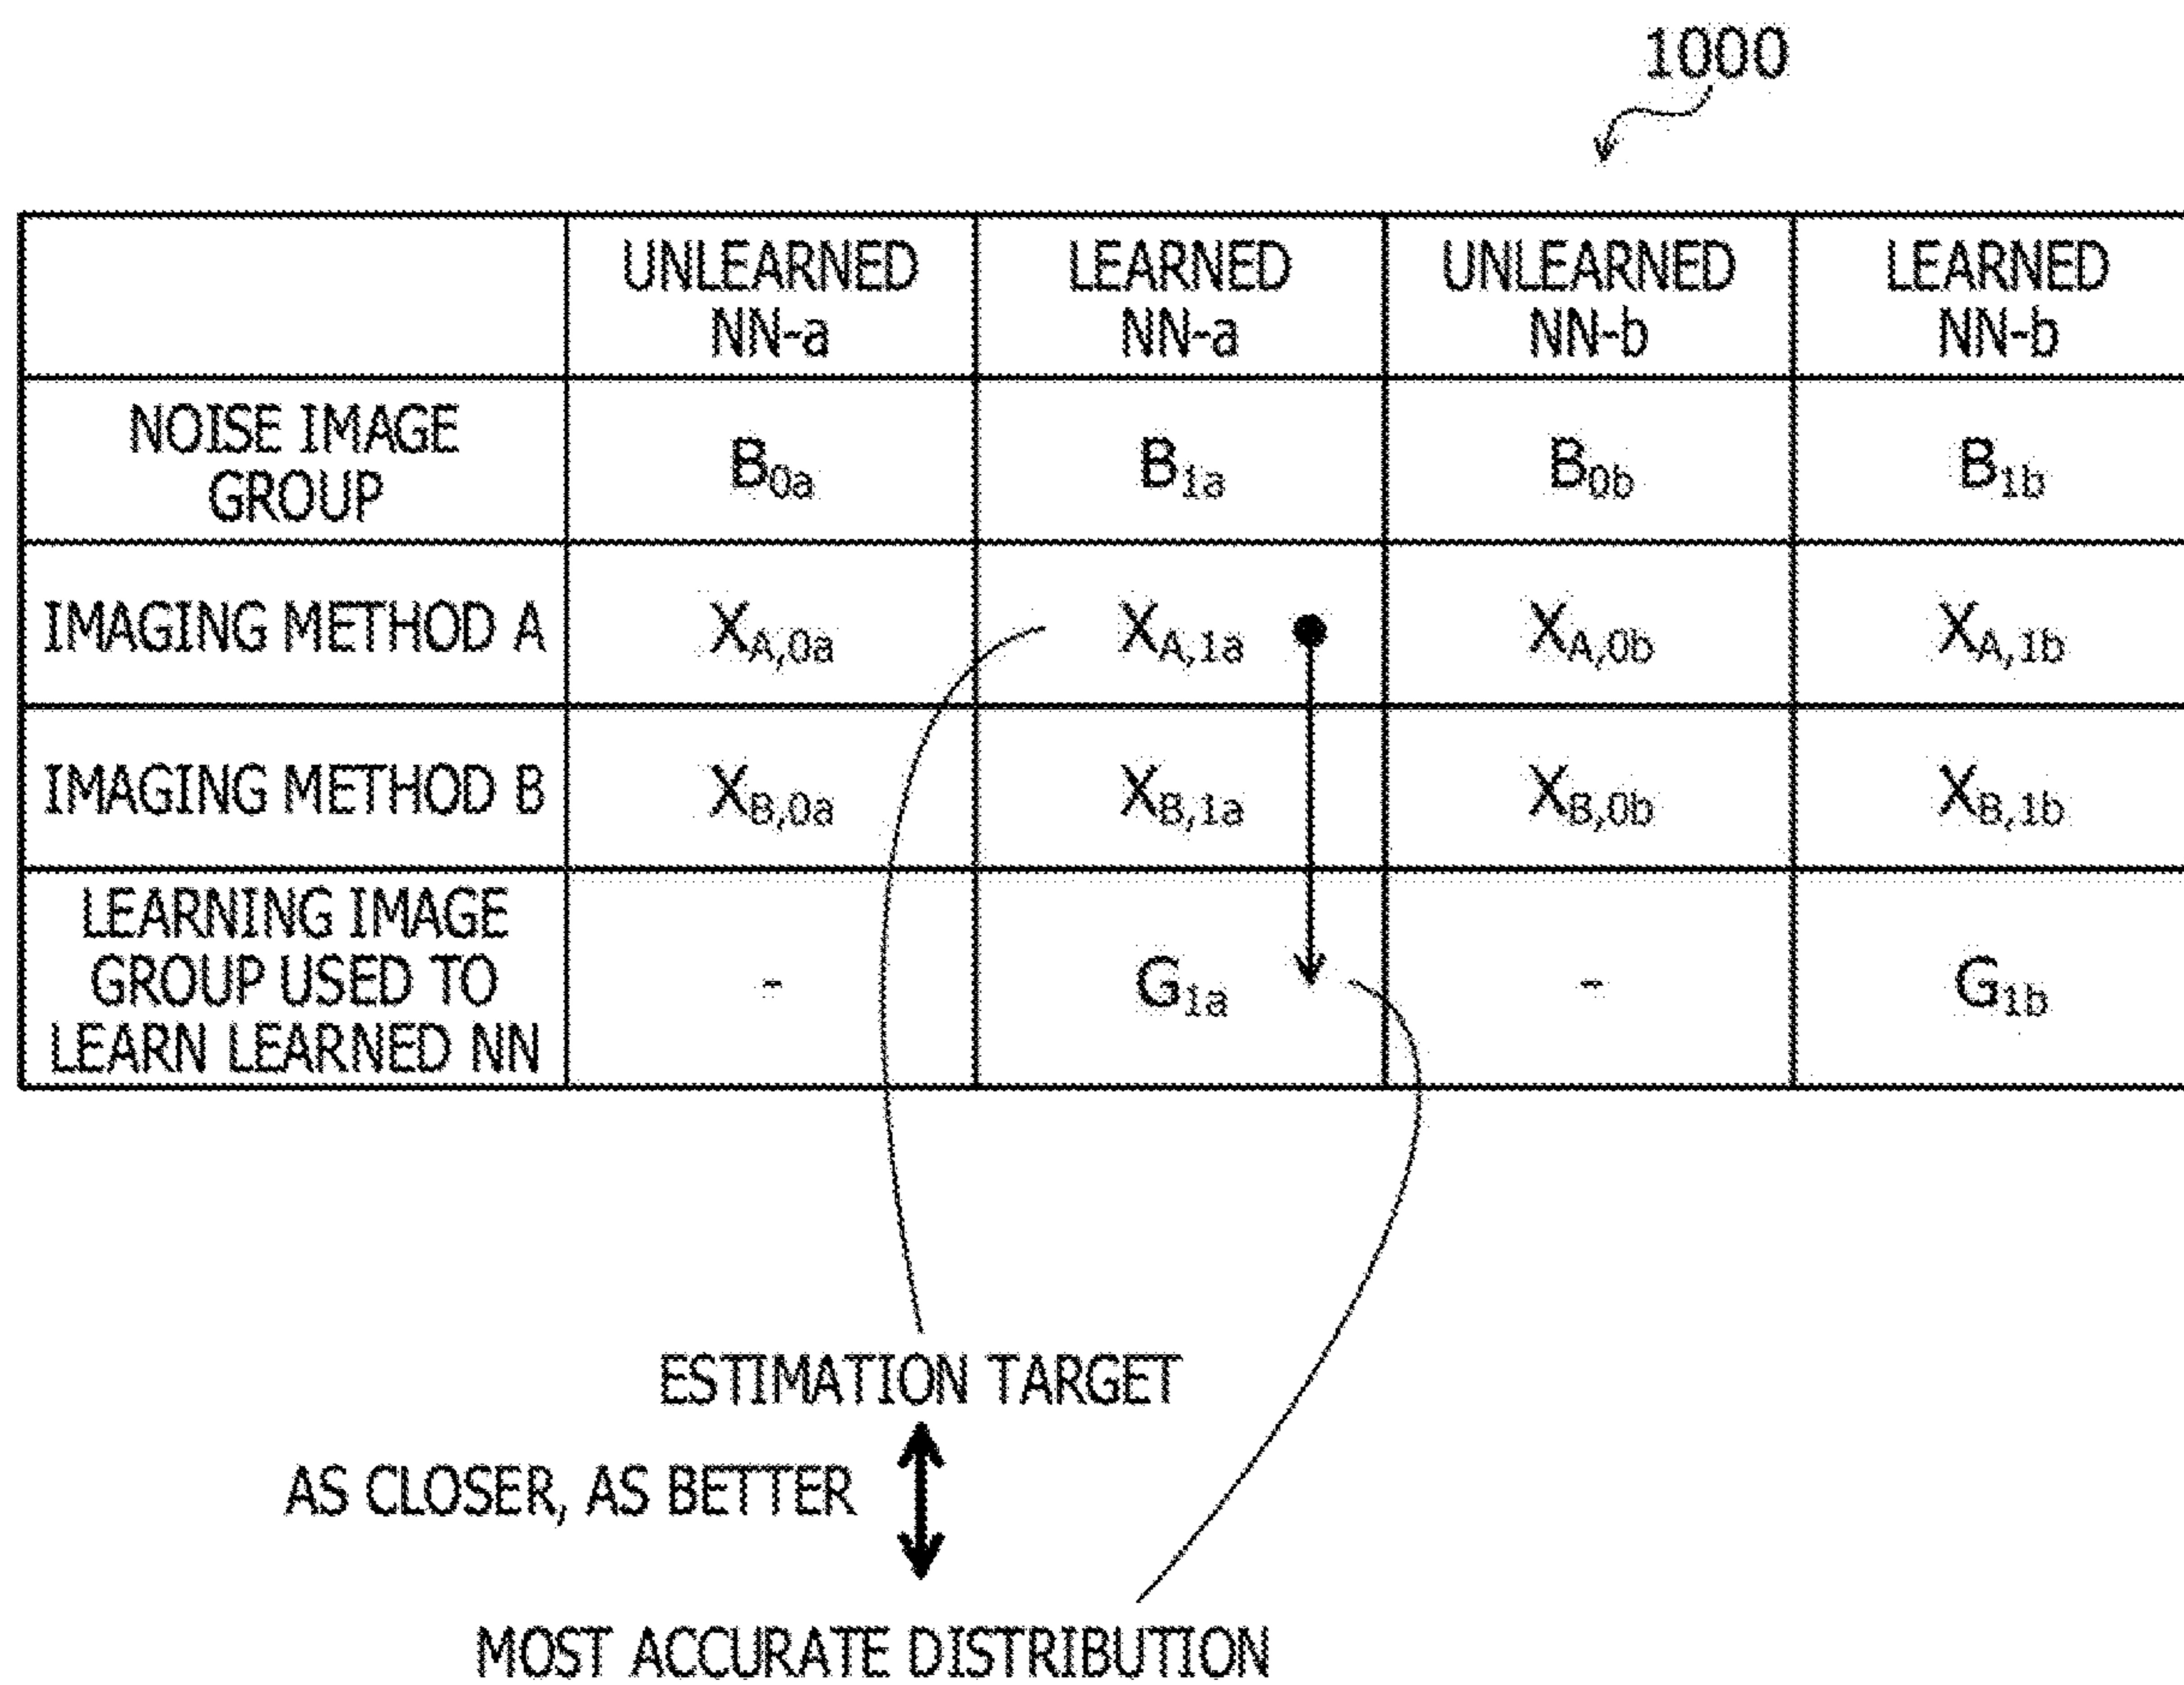 1000
UNLEARNED LEARNED UNLEARNED LEARNED
NN-a NN-a NN-b NN-b
NOISE IMAGE
GROUP
B0a B1a B0b B1b
IMAGING METHOD A XA,0a XA,1a XA,0b XA,1b
IMAGING METHOD B XB,0a XB,1a XB,0b XB,1b
LEARNING IMAGE
GROUP USED TO
LEARN LEARNED NN
- G1a - G1b
ESTIMATION TARGET
AS CLOSER, AS BETTER
MOST ACCURATE DISTRIBUTION